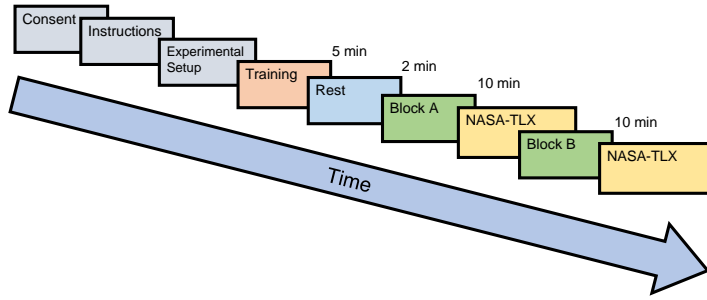 Consent
Instructions
Experimental
Setup
5 min
Training
2 min
Rest
10 min
Block A
NASA-TLX
10 min
Block B
NASA-TLX
Time